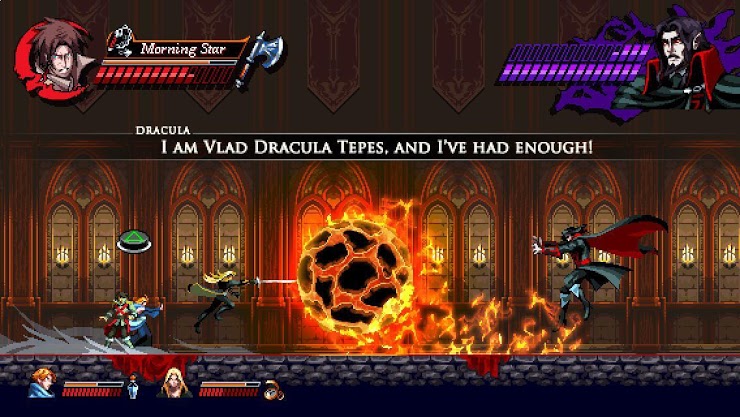 Morning Star
DRACULA
I AM VLAD DRACULA TEPES, AND I'VE HAD ENOUGH!